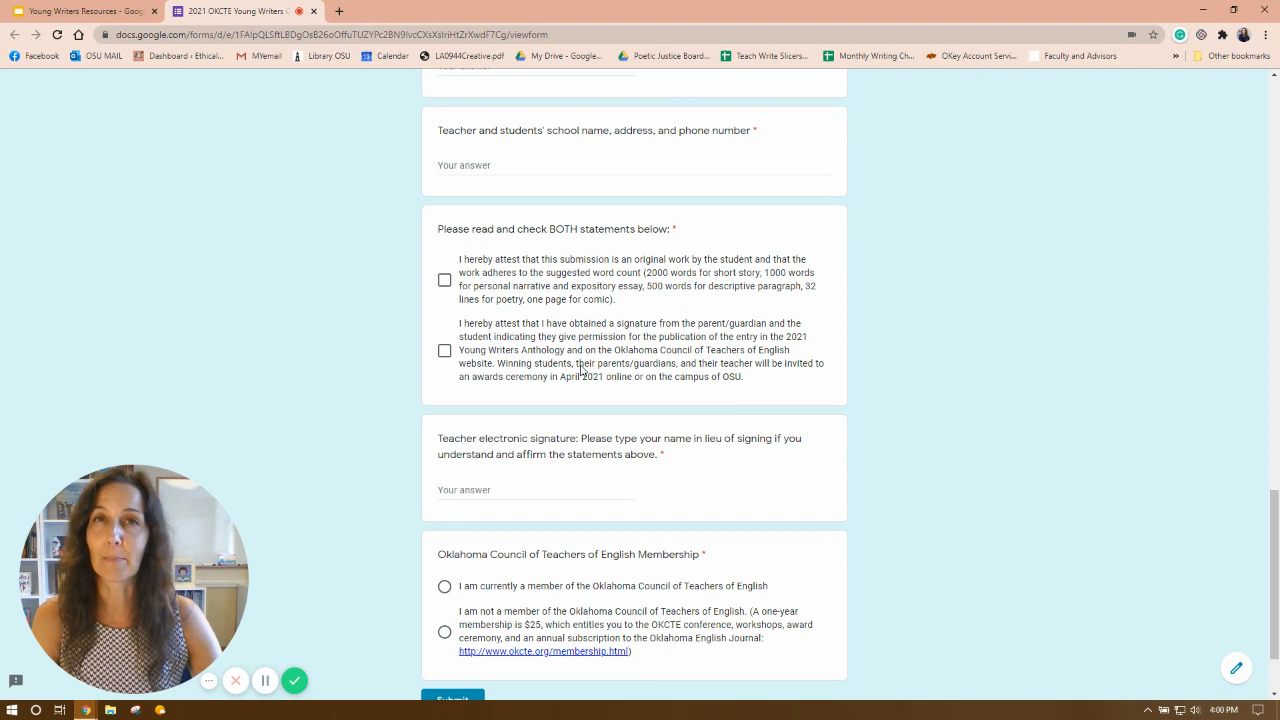 Young Writers Resources - Goog
2021 OKCTE Young Writers C
docs.google.com/forms/d/e/1FAIpQLSftLBDgOsB26oOffuTUZYPc2BN9IvcCXsXsIriHtZrXwdF7Cg/viewform
Facebook
OSU MAIL
Dashboard ‹ Ethical...
MYemail
Library OSU
Calendar
LA0944Creative.pdf
My Drive - Google...
Poetic Justice Board...
Teach Write Slicers...
Monthly Writing Ch...
OKey Account Servi...
Faculty and Advisors
»
Other bookmarks
Your answer
Teacher and students' school name, address, and phone number *
Your answer
Please read and check BOTH statements below: *
I hereby attest that this submission is an original work by the student and that the
work adheres to the suggested word count (2000 words for short story; 1000 words
for personal narrative and expository essay, 500 words for descriptive paragraph, 32
lines for poetry, one page for comic).
I hereby attest that I have obtained a signature from the parent/guardian and the
student indicating they give permission for the publication of the entry in the 2021
Young Writers Anthology and on the Oklahoma Council of Teachers of English
website. Winning students, their parents/guardians, and their teacher will be invited to
an awards ceremony in April 2021 online or on the campus of OSU.
Teacher electronic signature: Please type your name in lieu of signing if you
understand and affirm the statements above. *
Your answer
Oklahoma Council of Teachers of English Membership *
I am currently a member of the Oklahoma Council of Teachers of English
I am not a member of the Oklahoma Council of Teachers of English. (A one-year
membership is $25, which entitles you to the OKCTE conference, workshops, award
ceremony, and an annual subscription to the Oklahoma English Journal:
http://www.okcte.org/membership.html)
Submit
4:00 PM